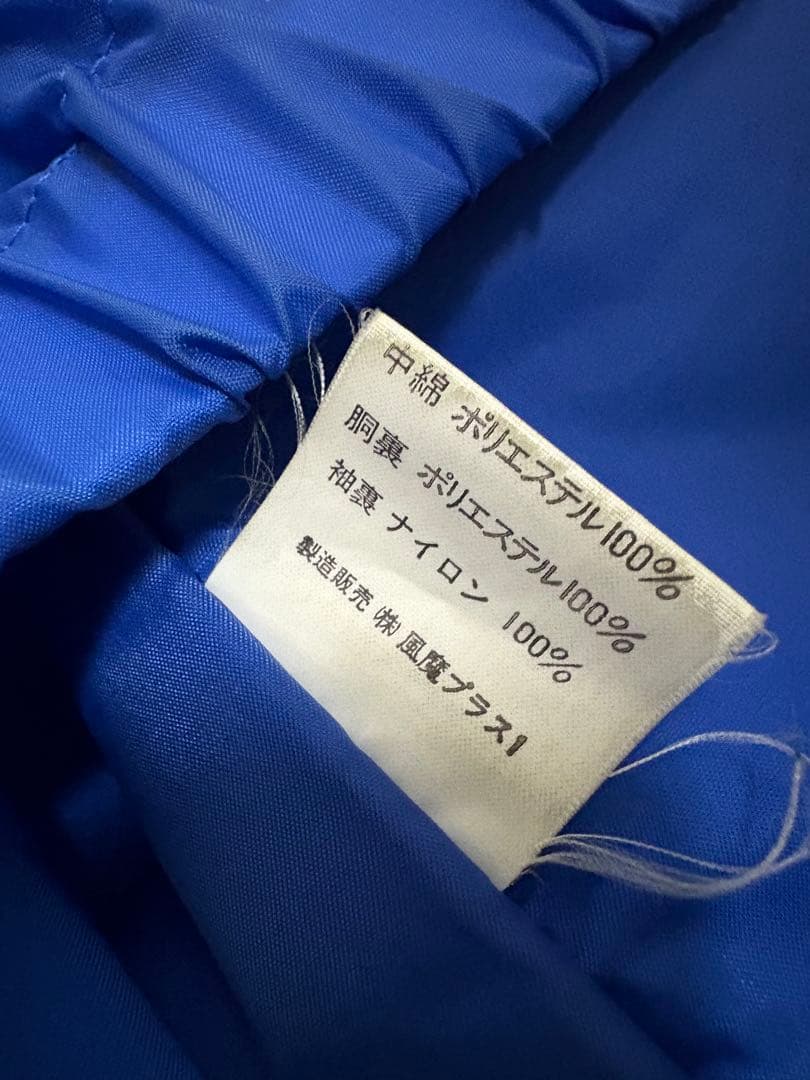 中綿 ポリエステル100%
胴裏 ポリエステル100%
袖裏 ナイロン 100%
製造販売 ㈱風魔プラス1